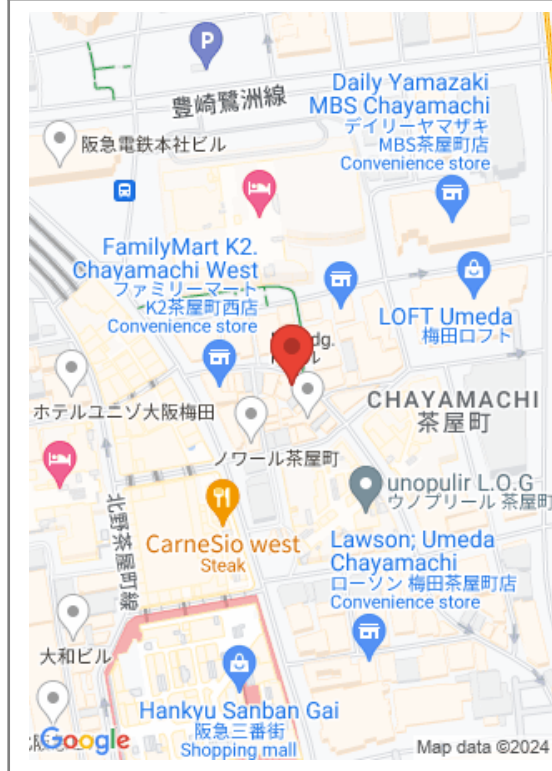 P
豊崎鷺洲線
Daily Yamazaki
MBS Chayamachi
デイリーヤマザキ
MBS茶屋町店
Convenience store
阪急電鉄本社ビル
FamilyMart K2.
Chayamachi West
ファミリーマート
K2茶屋町西店
Convenience store
LOFT Umeda
梅田ロフト
dg.
ル
CHAYAMACHI
茶屋町
ホテルユニゾ大阪梅田
ノワール茶屋町
unopulir L.O.G
ウノプリール 茶屋町
北野茶屋町線
CarneSio west
Steak
Lawson; Umeda
Chayamachi
ローソン 梅田茶屋町店
Convenience store
大和ビル
Hankyu Sanban Gai
阪急三番街
Shopping mall
Google
Map data ©2024